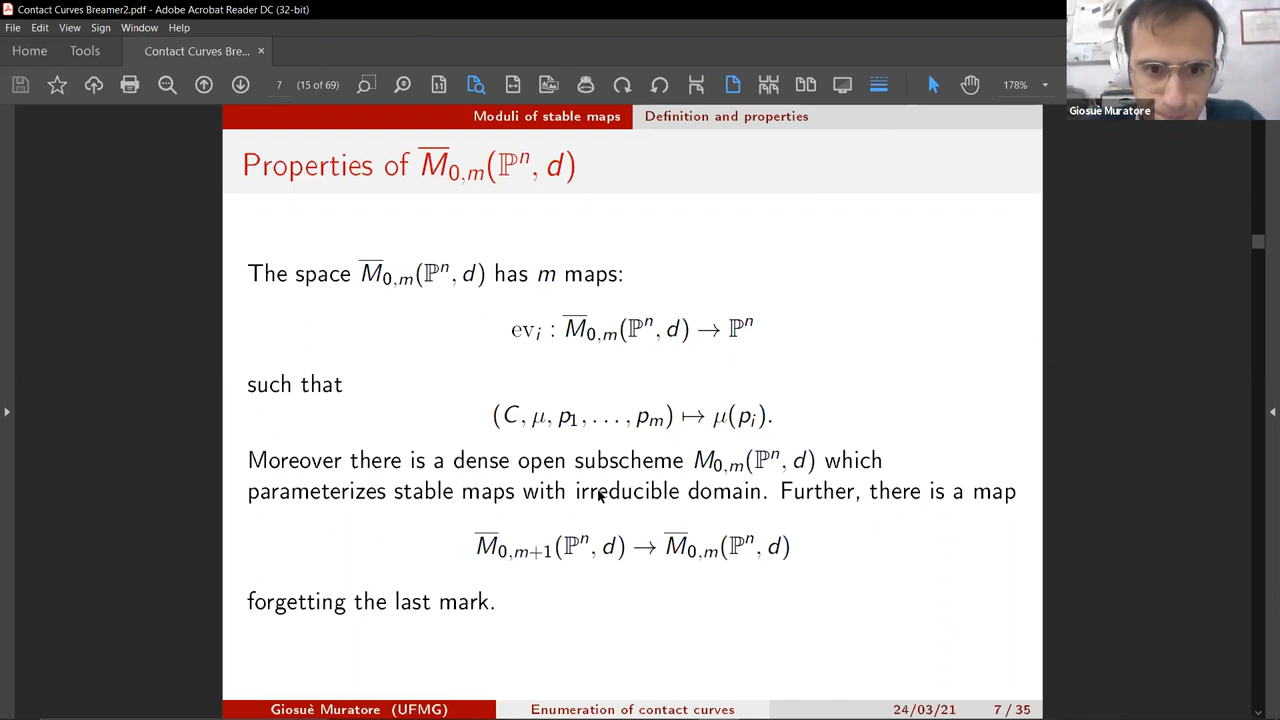 Contact Curves Breamer2.pdf - Adobe Acrobat Reader DC (32-bit)
File Edit View Sign Window Help
Home Tools Contact Curves Brea... ×
7 (15 of 69) 178%
Giosuè Muratore
Moduli of stable maps Definition and properties
Properties of M̅₀,ₘ(ℙⁿ, d)
The space M̅₀,ₘ(ℙⁿ, d) has m maps:
evᵢ : M̅₀,ₘ(ℙⁿ, d) → ℙⁿ
such that
(C, μ, p₁, . . . , pₘ) ↦ μ(pᵢ).
Moreover there is a dense open subscheme M₀,ₘ(ℙⁿ, d) which
parameterizes stable maps with irreducible domain. Further, there is a map
M̅₀,ₘ₊₁(ℙⁿ, d) → M̅₀,ₘ(ℙⁿ, d)
forgetting the last mark.
Giosuè Muratore (UFMG) Enumeration of contact curves 24/03/21 7 / 35